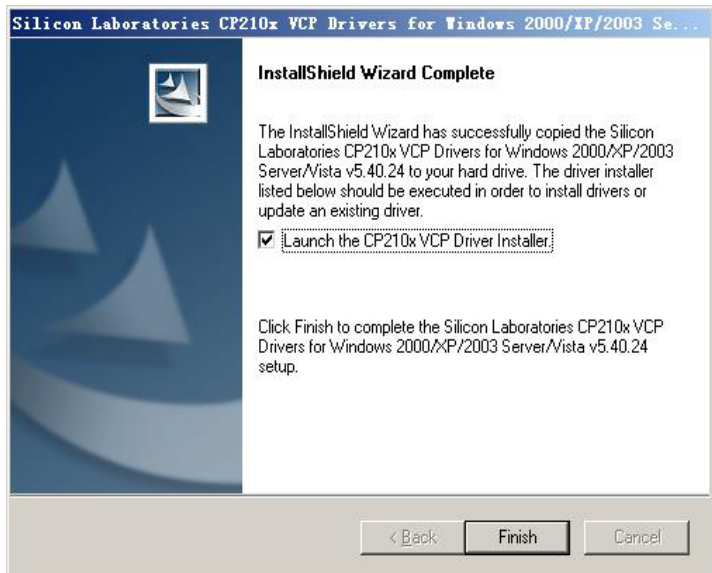 Silicon Laboratories CP210x VCP Drivers for Windows 2000/XP/2003 Se...
InstallShield Wizard Complete
The InstallShield Wizard has successfully copied the Silicon
Laboratories CP210x VCP Drivers for Windows 2000/XP/2003
Server/Vista v5.40.24 to your hard drive. The driver installer
listed below should be executed in order to install drivers or
update an existing driver.
Launch the CP210x VCP Driver Installer.
Click Finish to complete the Silicon Laboratories CP210x VCP
Drivers for Windows 2000/XP/2003 Server/Vista v5.40.24
setup.
< Back Finish Cancel